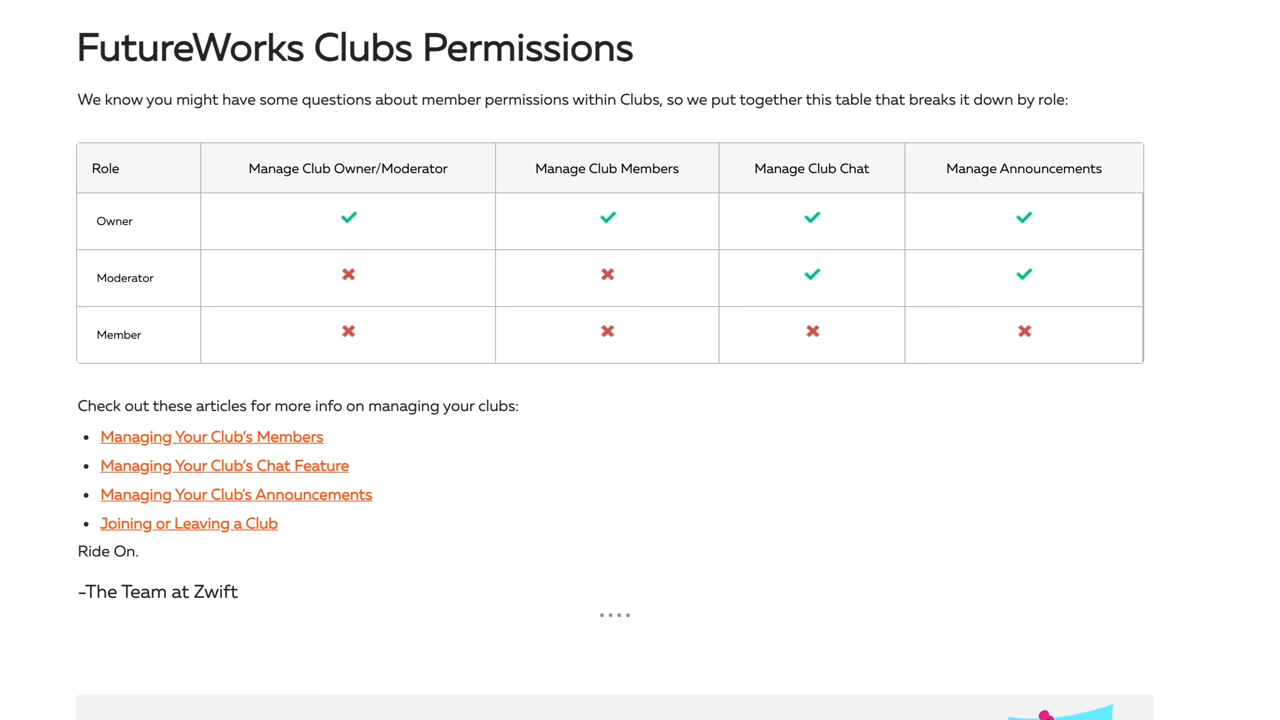 FutureWorks Clubs Permissions
We know you might have some questions about member permissions within Clubs, so we put together this table that breaks it down by role:
Role Manage Club Owner/Moderator Manage Club Members Manage Club Chat Manage Announcements
Owner
Moderator
Member
Check out these articles for more info on managing your clubs:
Managing Your Club’s Members
Managing Your Club’s Chat Feature
Managing Your Club's Announcements
Joining or Leaving a Club
Ride On.
-The Team at Zwift